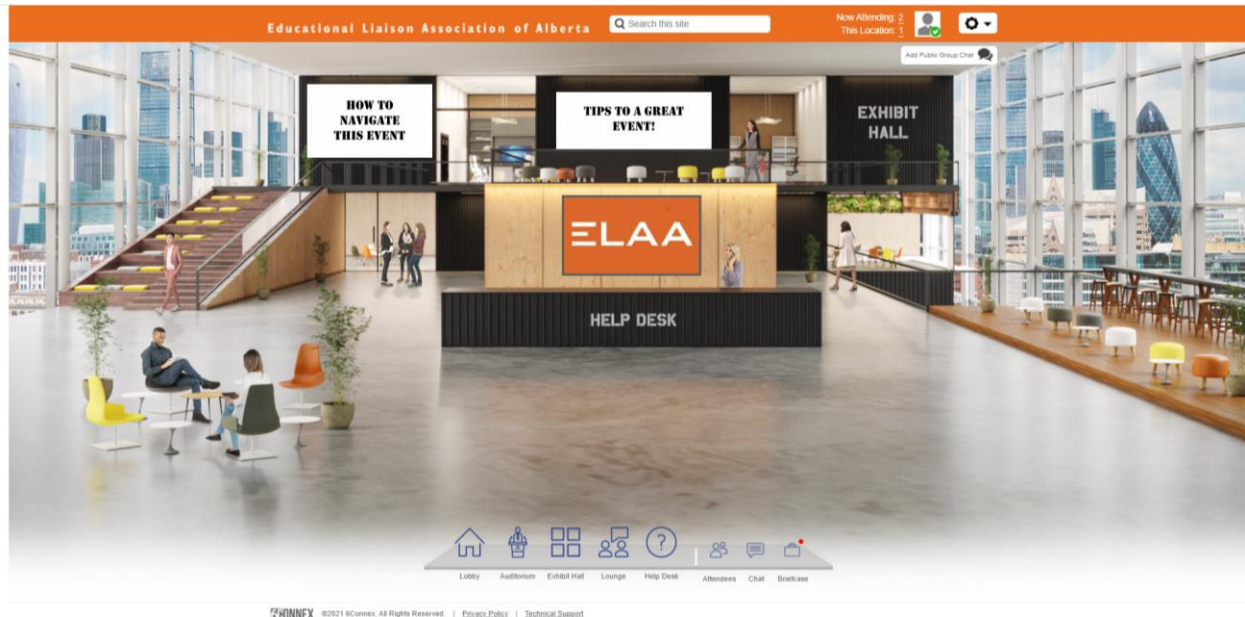 Educational Liaison Association of Alberta
Search this site
Now Attending: 2
This Location: 1
Add Public Group Chat
HOW TO
NAVIGATE
THIS EVENT
TIPS TO A GREAT
EVENT!
EXHIBIT
HALL
ELAA
HELP DESK
Lobby
Auditorium
Exhibit Hall
Lounge
Help Desk
Attendees
Chat
Briefcase
6CONNEX ©2021 6Connex, All Rights Reserved. | Privacy Policy | Technical Support